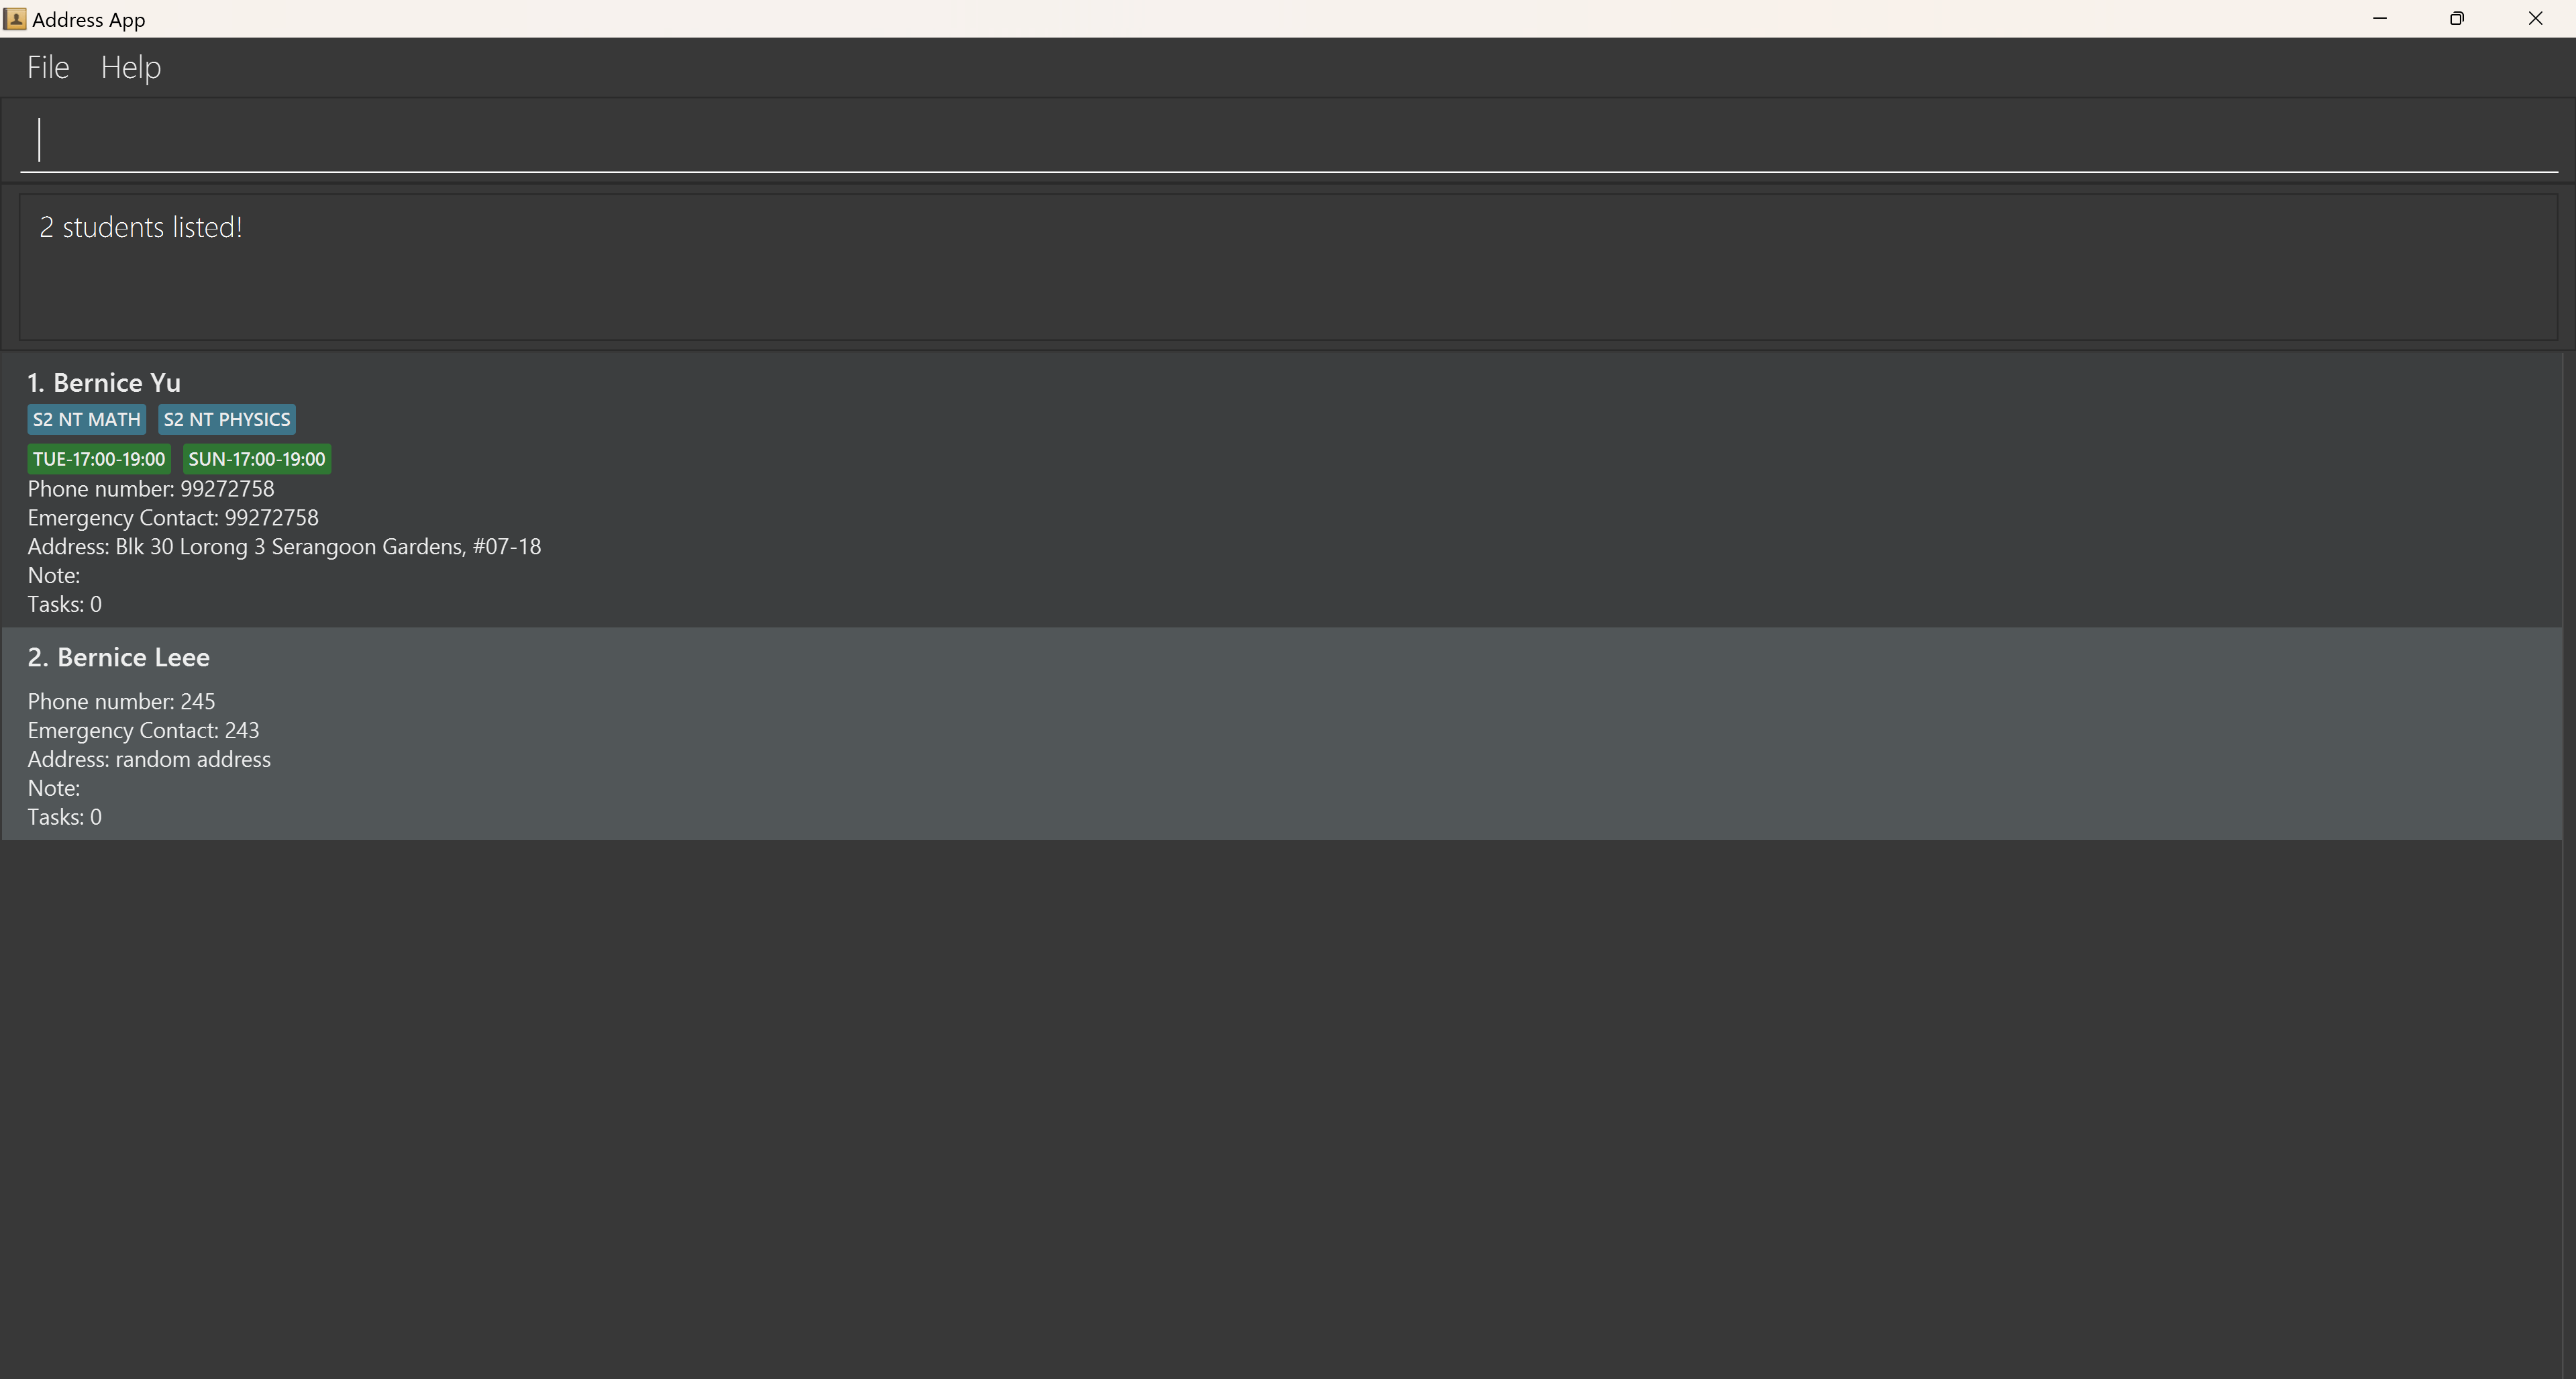 Address App
File Help
2 students listed!
1. Bernice Yu
S2 NT MATH S2 NT PHYSICS
TUE-17:00-19:00 SUN-17:00-19:00
Phone number: 99272758
Emergency Contact: 99272758
Address: Blk 30 Lorong 3 Serangoon Gardens, #07-18
Note:
Tasks: 0
2. Bernice Leee
Phone number: 245
Emergency Contact: 243
Address: random address
Note:
Tasks: 0